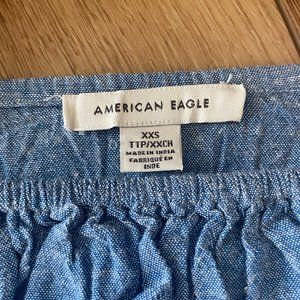 AMERICAN EAGLE
XXS
TTP/XXCH
MADE IN INDIA
FABRIQUÉ EN
INDE